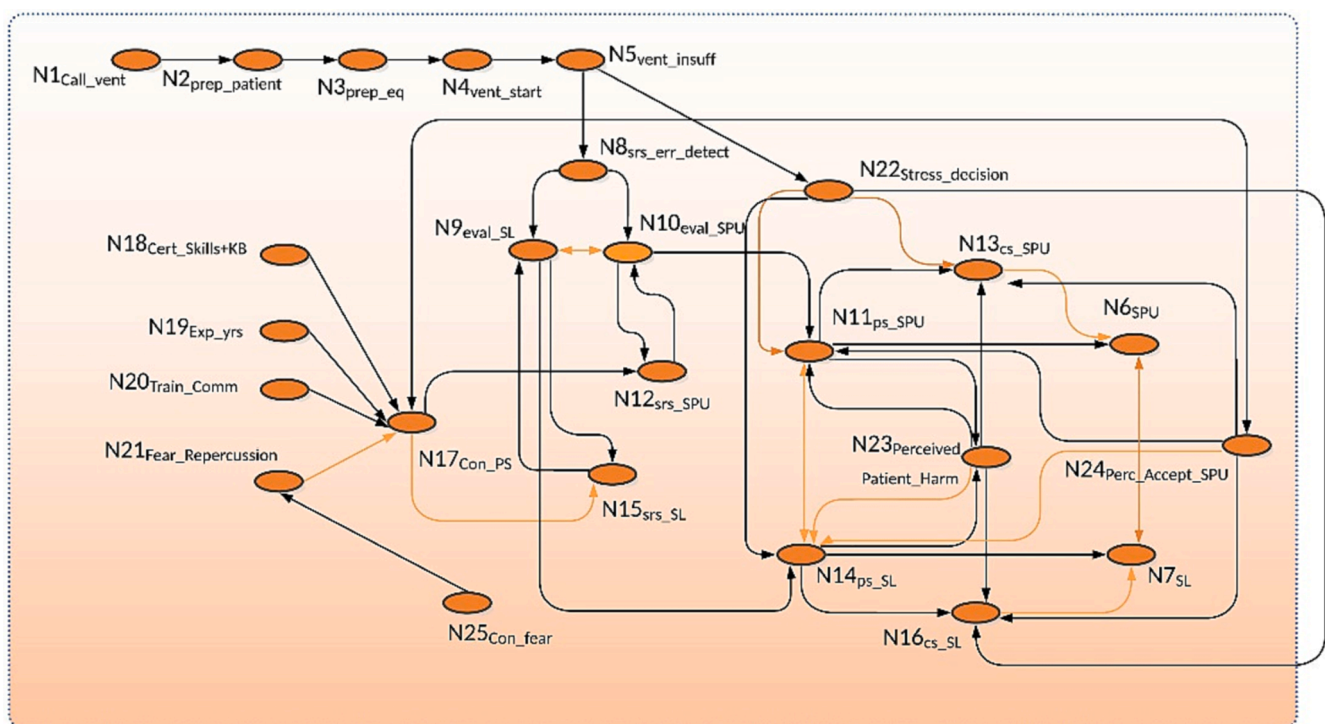 N1Call_vent
N2prep_patient
N3prep_eq
N4vent_start
N5vent_insuff
N8srs_err_detect
N22Stress_decision
N9eval_SL
N10eval_SPU
N18Cert_Skills+KB
N13cs_SPU
N6SPU
N19Exp_yrs
N11ps_SPU
N20Train_Comm
N12srs_SPU
N21Fear_Repercussion
N17Con_PS
N23Perceived
Patient_Harm
N24Perc_Accept_SPU
N15srs_SL
N14ps_SL
N7SL
N25Con_fear
N16cs_SL